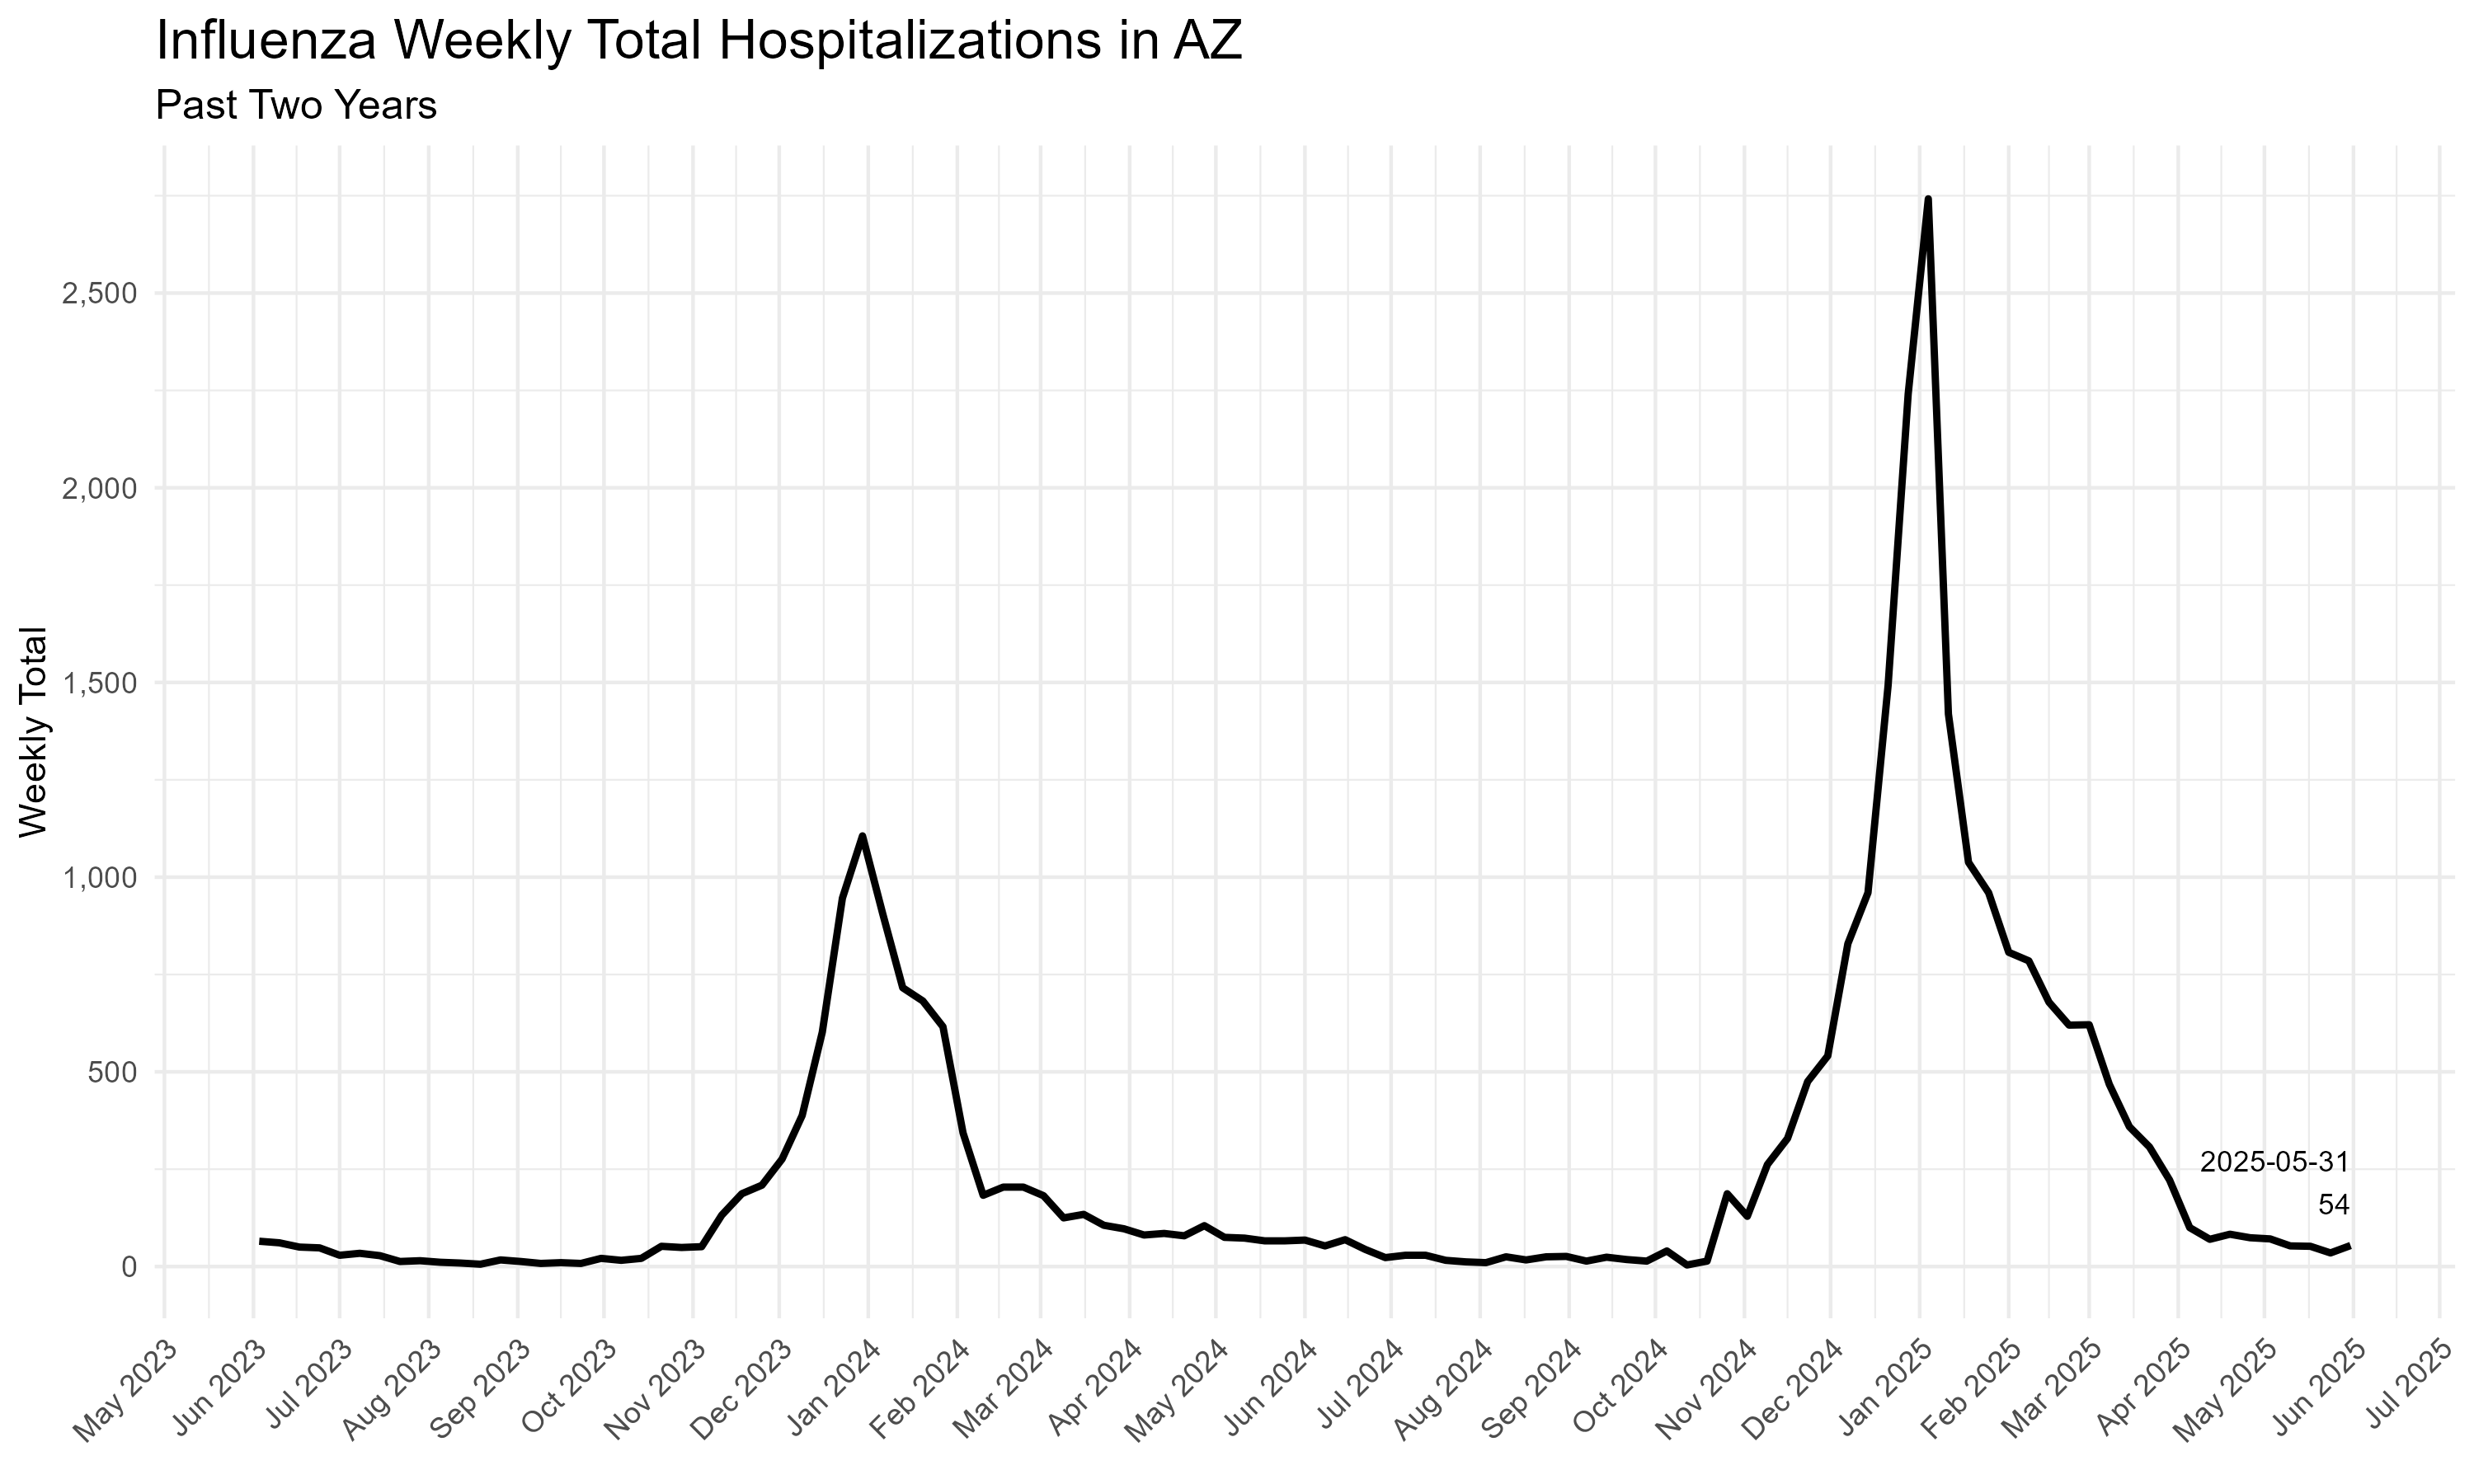 Influenza Weekly Total Hospitalizations in AZ
Past Two Years
Weekly Total
2,500
2,000
1,500
1,000
500
0
2025-05-31
54
May 2023
Jun 2023
Jul 2023
Aug 2023
Sep 2023
Oct 2023
Nov 2023
Dec 2023
Jan 2024
Feb 2024
Mar 2024
Apr 2024
May 2024
Jun 2024
Jul 2024
Aug 2024
Sep 2024
Oct 2024
Nov 2024
Dec 2024
Jan 2025
Feb 2025
Mar 2025
Apr 2025
May 2025
Jun 2025
Jul 2025